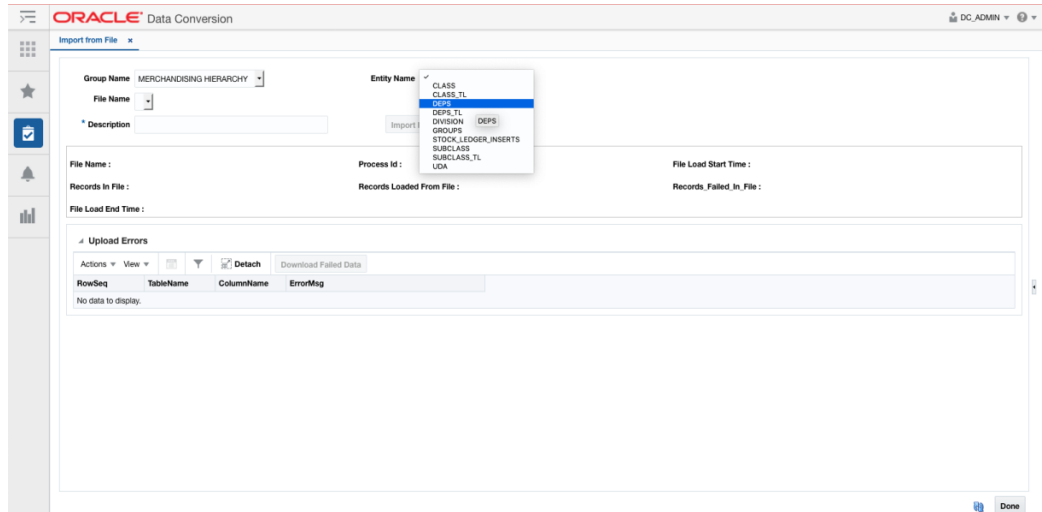 ORACLE® Data Conversion
DC_ADMIN
Import from File x
Group Name MERCHANDISING HIERARCHY
Entity Name
File Name
* Description
Import
CLASS
CLASS_TL
DEPS
DEPS_TL
DIVISION
DEPS
GROUPS
STOCK_LEDGER_INSERTS
SUBCLASS
SUBCLASS_TL
UDA
File Name :
Process Id :
File Load Start Time :
Records In File :
Records Loaded From File :
Records_Failed_In_File :
File Load End Time :
Upload Errors
Actions View Detach Download Failed Data
RowSeq TableName ColumnName ErrorMsg
No data to display.
Done